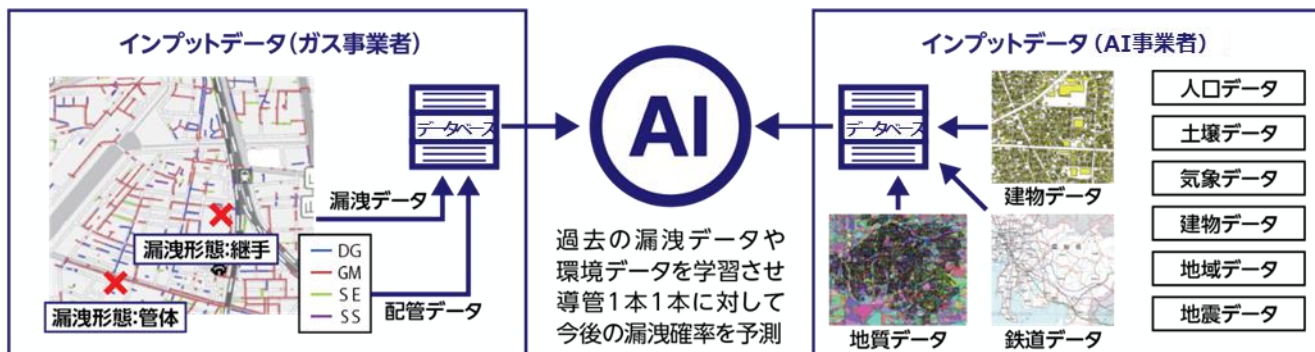 インプットデータ(ガス事業者)
データベース
漏洩データ
漏洩形態:継手
漏洩形態:管体
DG
GM
SE
SS
配管データ
AI
過去の漏洩データや
環境データを学習させ
導管1本1本に対して
今後の漏洩確率を予測
インプットデータ(AI事業者)
データベース
建物データ
地質データ
鉄道データ
人口データ
土壌データ
気象データ
建物データ
地域データ
地震データ